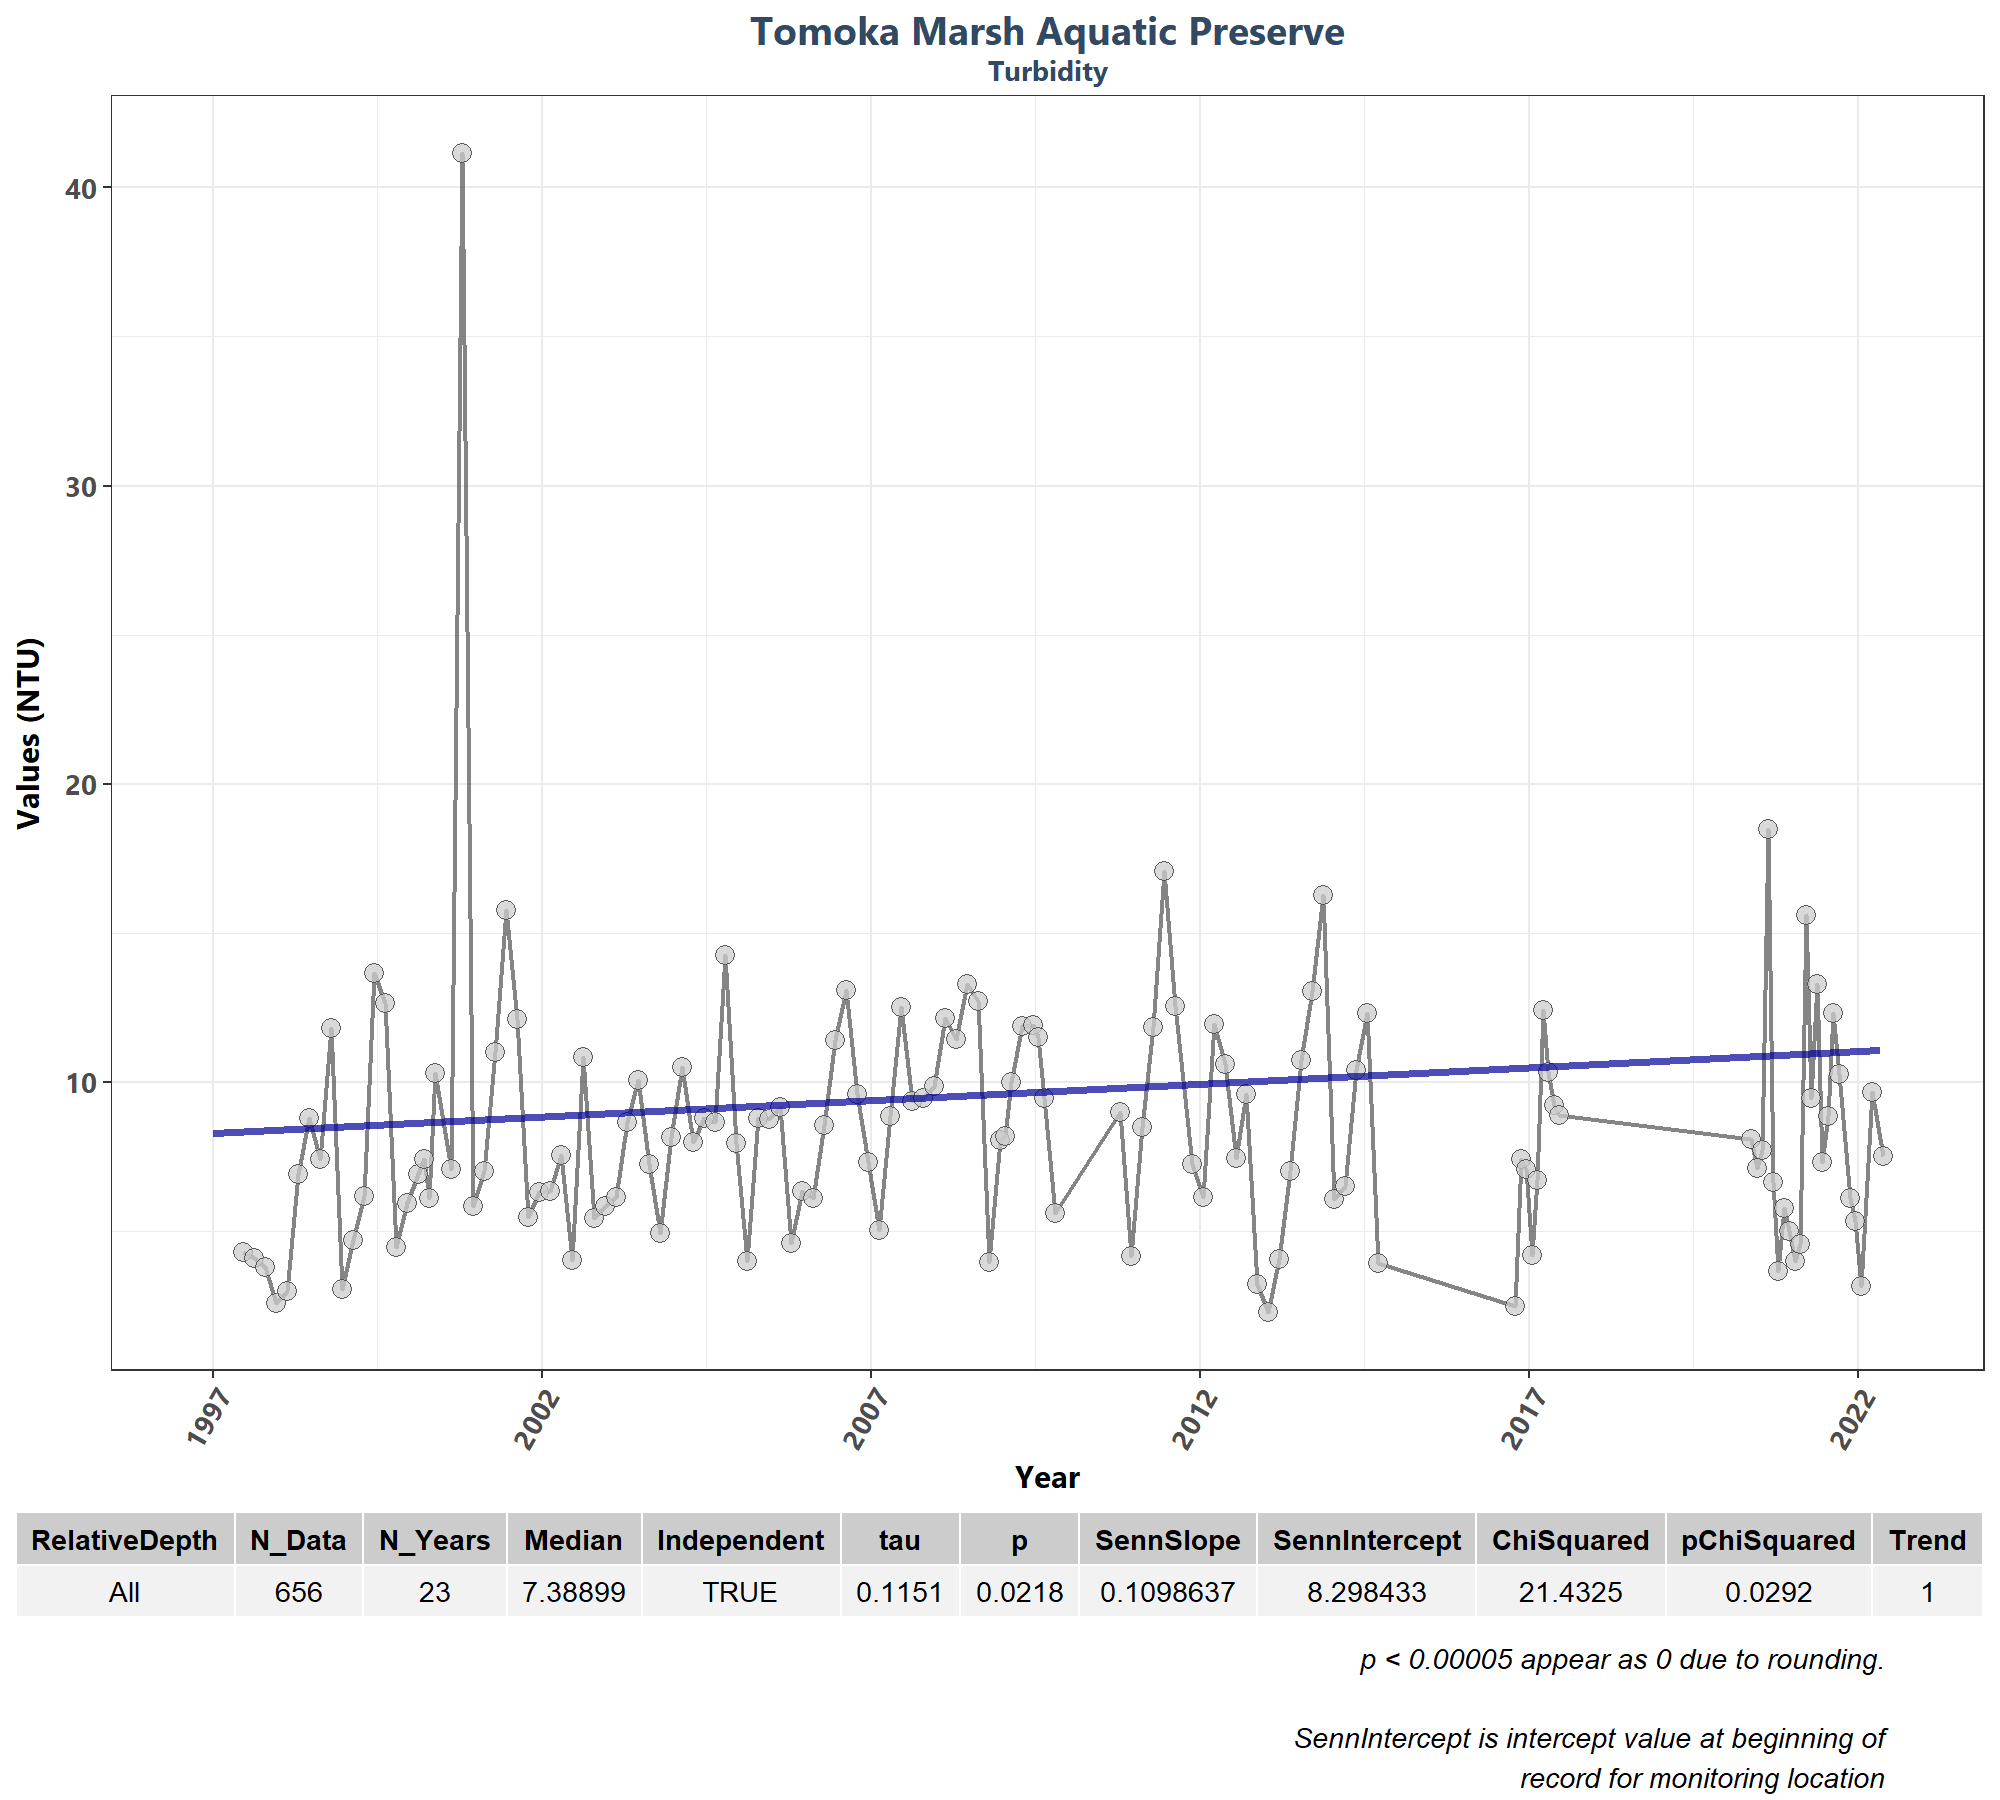 Tomoka Marsh Aquatic Preserve
Turbidity
40
30
20
10
Values (NTU)
1997
2002
2007
2012
2017
2022
Year
RelativeDepth N_Data N_Years Median Independent tau p SennSlope SennIntercept ChiSquared pChiSquared Trend
All 656 23 7.38899 TRUE 0.1151 0.0218 0.1098637 8.298433 21.4325 0.0292 1
p < 0.00005 appear as 0 due to rounding.
SennIntercept is intercept value at beginning of
record for monitoring location